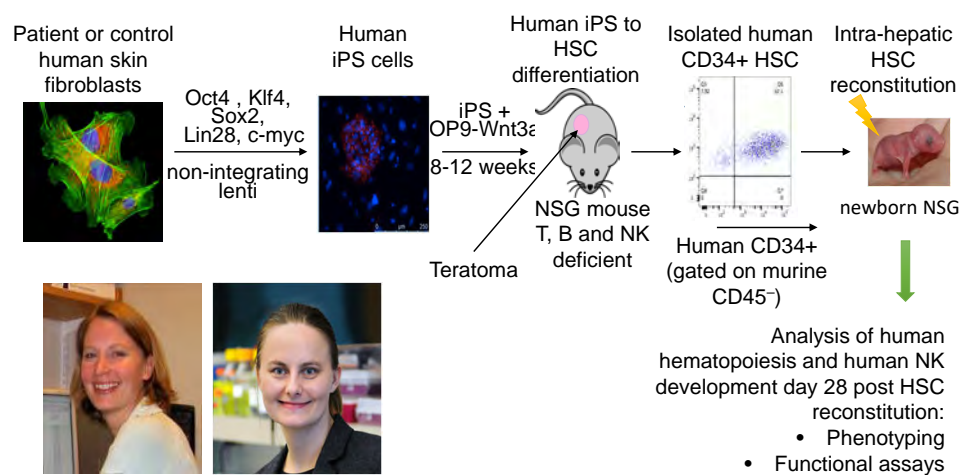 Patient or control
human skin
fibroblasts
Oct4 , Klf4,
Sox2,
Lin28, c-myc
non-integrating
lenti
Human
iPS cells
iPS +
OP9-Wnt3a
8-12 weeks
Human iPS to
HSC
differentiation
NSG mouse
T, B and NK
deficient
Teratoma
Isolated human
CD34+ HSC
Human CD34+
(gated on murine
CD45⁻)
Intra-hepatic
HSC
reconstitution
newborn NSG
Analysis of human
hematopoiesis and human NK
development day 28 post HSC
reconstitution:
• Phenotyping
• Functional assays